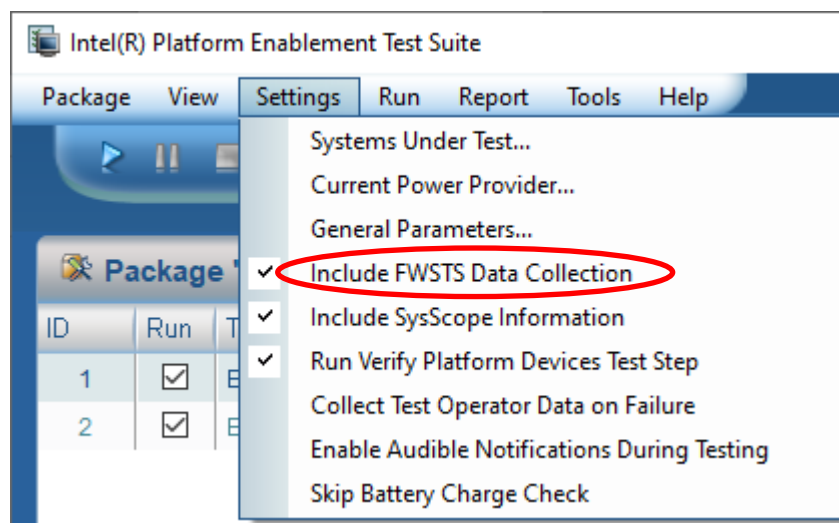 Intel(R) Platform Enablement Test Suite
Package View Settings Run Report Tools Help
Systems Under Test...
Current Power Provider...
General Parameters...
Package '
Include FWSTS Data Collection
ID Run T
Include SysScope Information
1 E
Run Verify Platform Devices Test Step
2 E
Collect Test Operator Data on Failure
Enable Audible Notifications During Testing
Skip Battery Charge Check